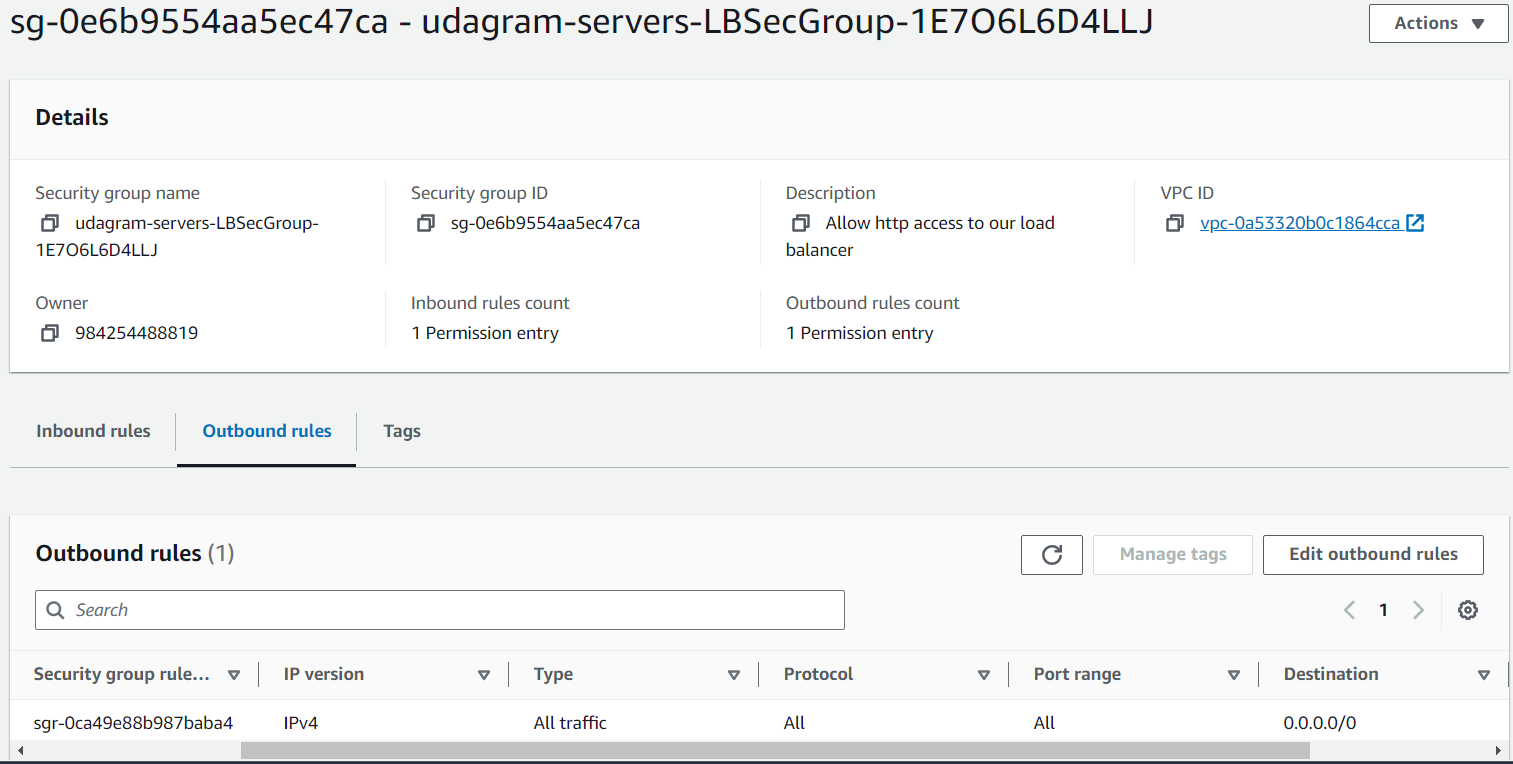 sg-0e6b9554aa5ec47ca - udagram-servers-LBSecGroup-1E7O6L6D4LLJ
Actions
Details
Security group name
udagram-servers-LBSecGroup-
1E7O6L6D4LLJ
Security group ID
sg-0e6b9554aa5ec47ca
Description
Allow http access to our load
balancer
VPC ID
vpc-0a53320b0c1864cca
Owner
984254488819
Inbound rules count
1 Permission entry
Outbound rules count
1 Permission entry
Inbound rules
Outbound rules
Tags
Outbound rules (1)
Manage tags
Edit outbound rules
Search
1
Security group rule... IP version Type Protocol Port range Destination
sgr-0ca49e88b987baba4 IPv4 All traffic All All 0.0.0.0/0